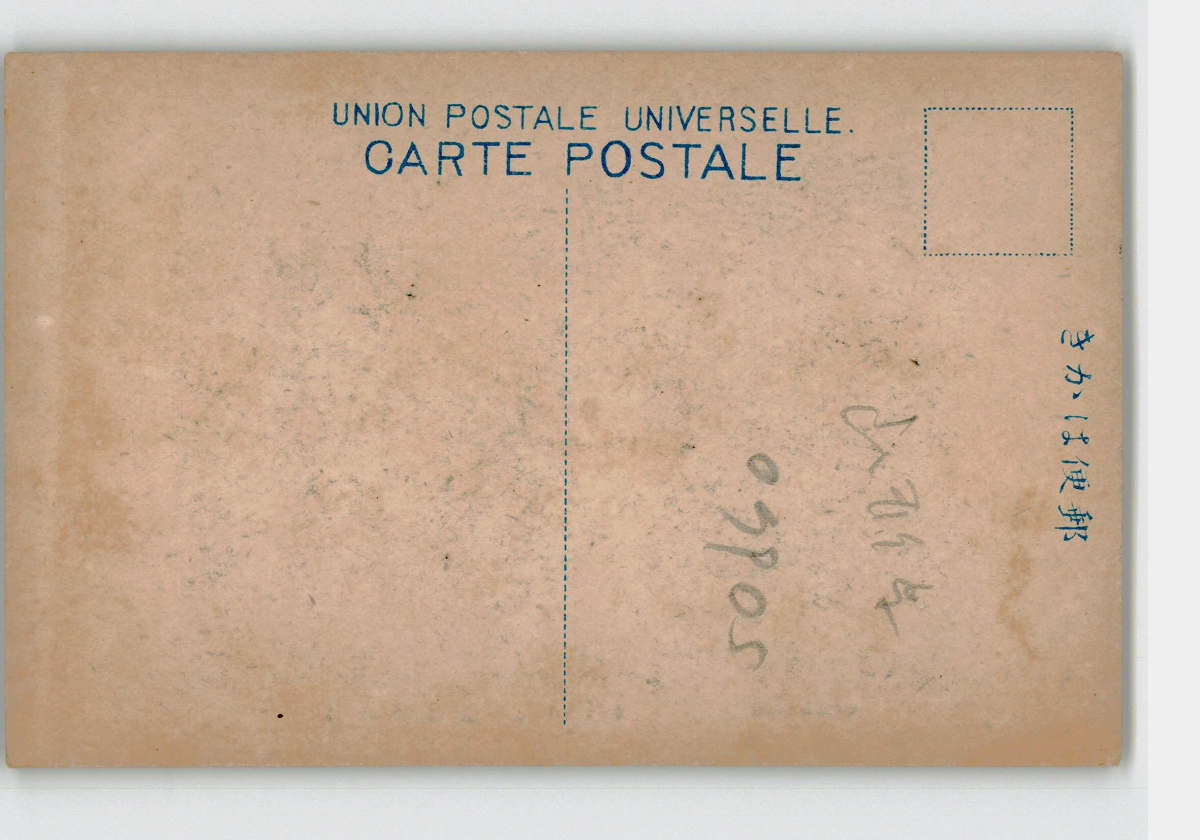 UNION POSTALE UNIVERSELLE.
CARTE POSTALE
きかは便郵